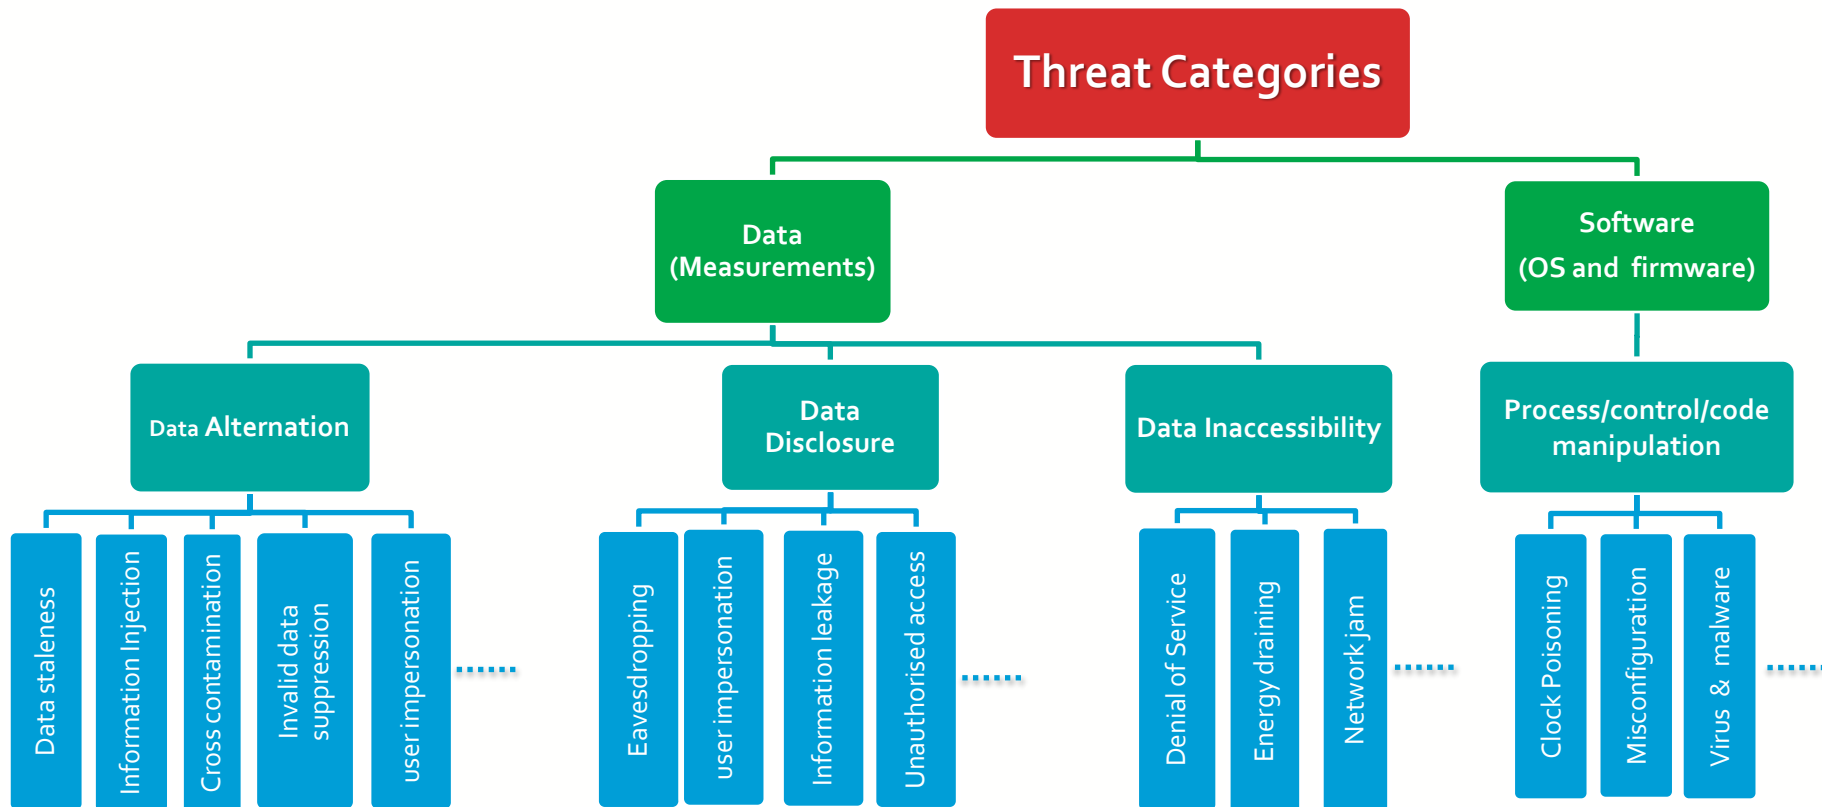 Threat Categories
Data
(Measurements)
Software
(OS and firmware)
Data Alternation
Data
Disclosure
Data Inaccessibility
Process/control/code
manipulation
Data staleness
Information Injection
Cross contamination
Invalid data
suppression
user impersonation
Eavesdropping
user impersonation
Information leakage
Unauthorised access
Denial of Service
Energy draining
Network jam
Clock Poisoning
Misconfiguration
Virus & malware